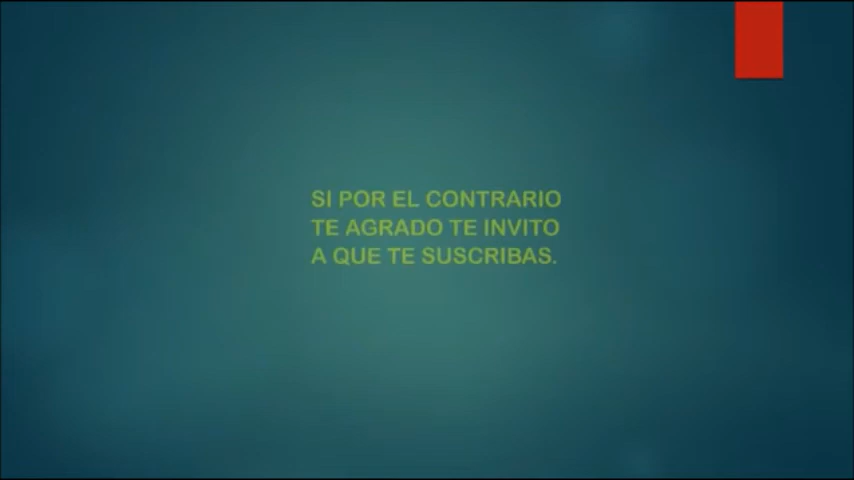 SI POR EL CONTRARIO
TE AGRADO TE INVITO
A QUE TE SUSCRIBAS.